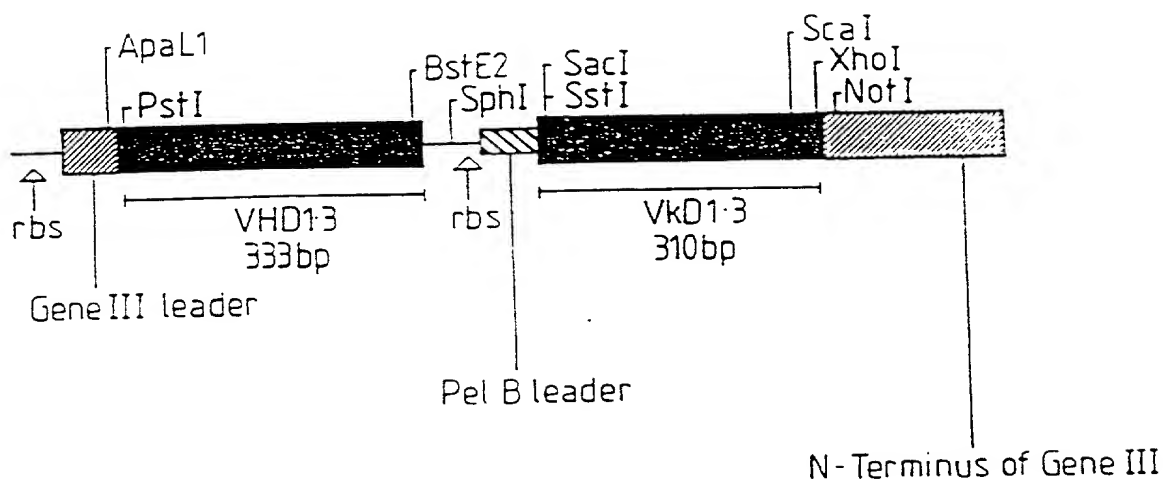 ApaL1
PstI
BstE2
SphI
SacI
SstI
ScaI
XhoI
NotI
rbs
VHD1·3
333bp
rbs
VkD1·3
310bp
Gene III leader
Pel B leader
N-Terminus of Gene III